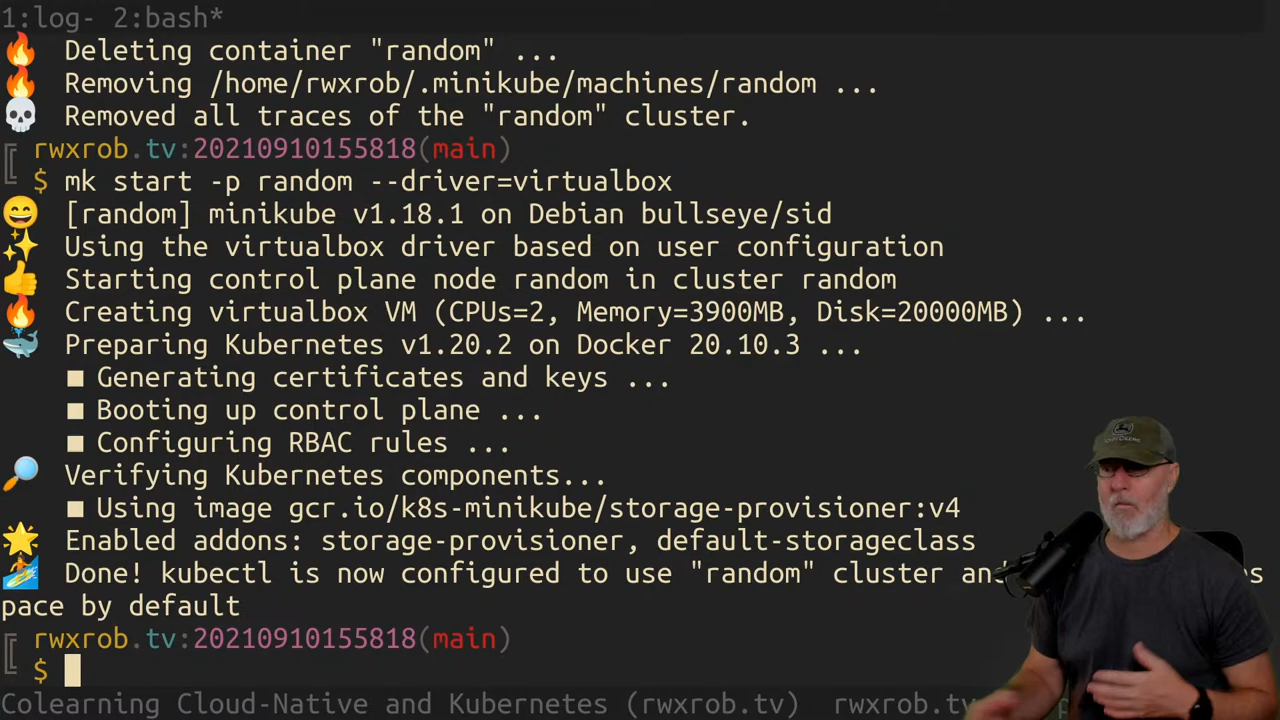 1:log- 2:bash*
Deleting container "random" ...
Removing /home/rwxrob/.minikube/machines/random ...
Removed all traces of the "random" cluster.
rwxrob.tv:20210910155818(main)
$ mk start -p random --driver=virtualbox
[random] minikube v1.18.1 on Debian bullseye/sid
Using the virtualbox driver based on user configuration
Starting control plane node random in cluster random
Creating virtualbox VM (CPUs=2, Memory=3900MB, Disk=20000MB) ...
Preparing Kubernetes v1.20.2 on Docker 20.10.3 ...
■ Generating certificates and keys ...
■ Booting up control plane ...
■ Configuring RBAC rules ...
Verifying Kubernetes components...
■ Using image gcr.io/k8s-minikube/storage-provisioner:v4
Enabled addons: storage-provisioner, default-storageclass
Done! kubectl is now configured to use "random" cluster and
pace by default
rwxrob.tv:20210910155818(main)
$
Colearning Cloud-Native and Kubernetes (rwxrob.tv) rwxrob.tv